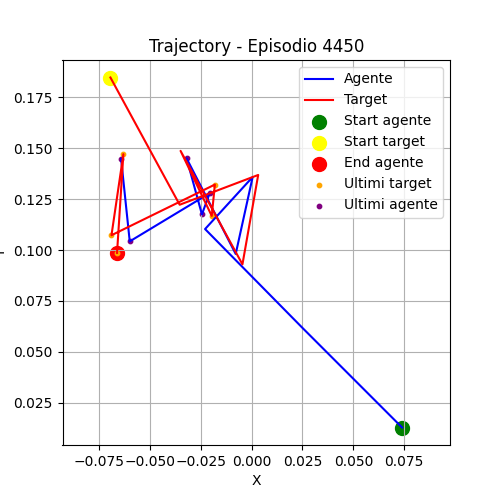 Trajectory - Episodio 4450
Agente
Target
Start agente
Start target
End agente
Ultimi target
Ultimi agente
0.175
0.150
0.125
0.100
0.075
0.050
0.025
−0.075 −0.050 −0.025 0.000 0.025 0.050 0.075
X